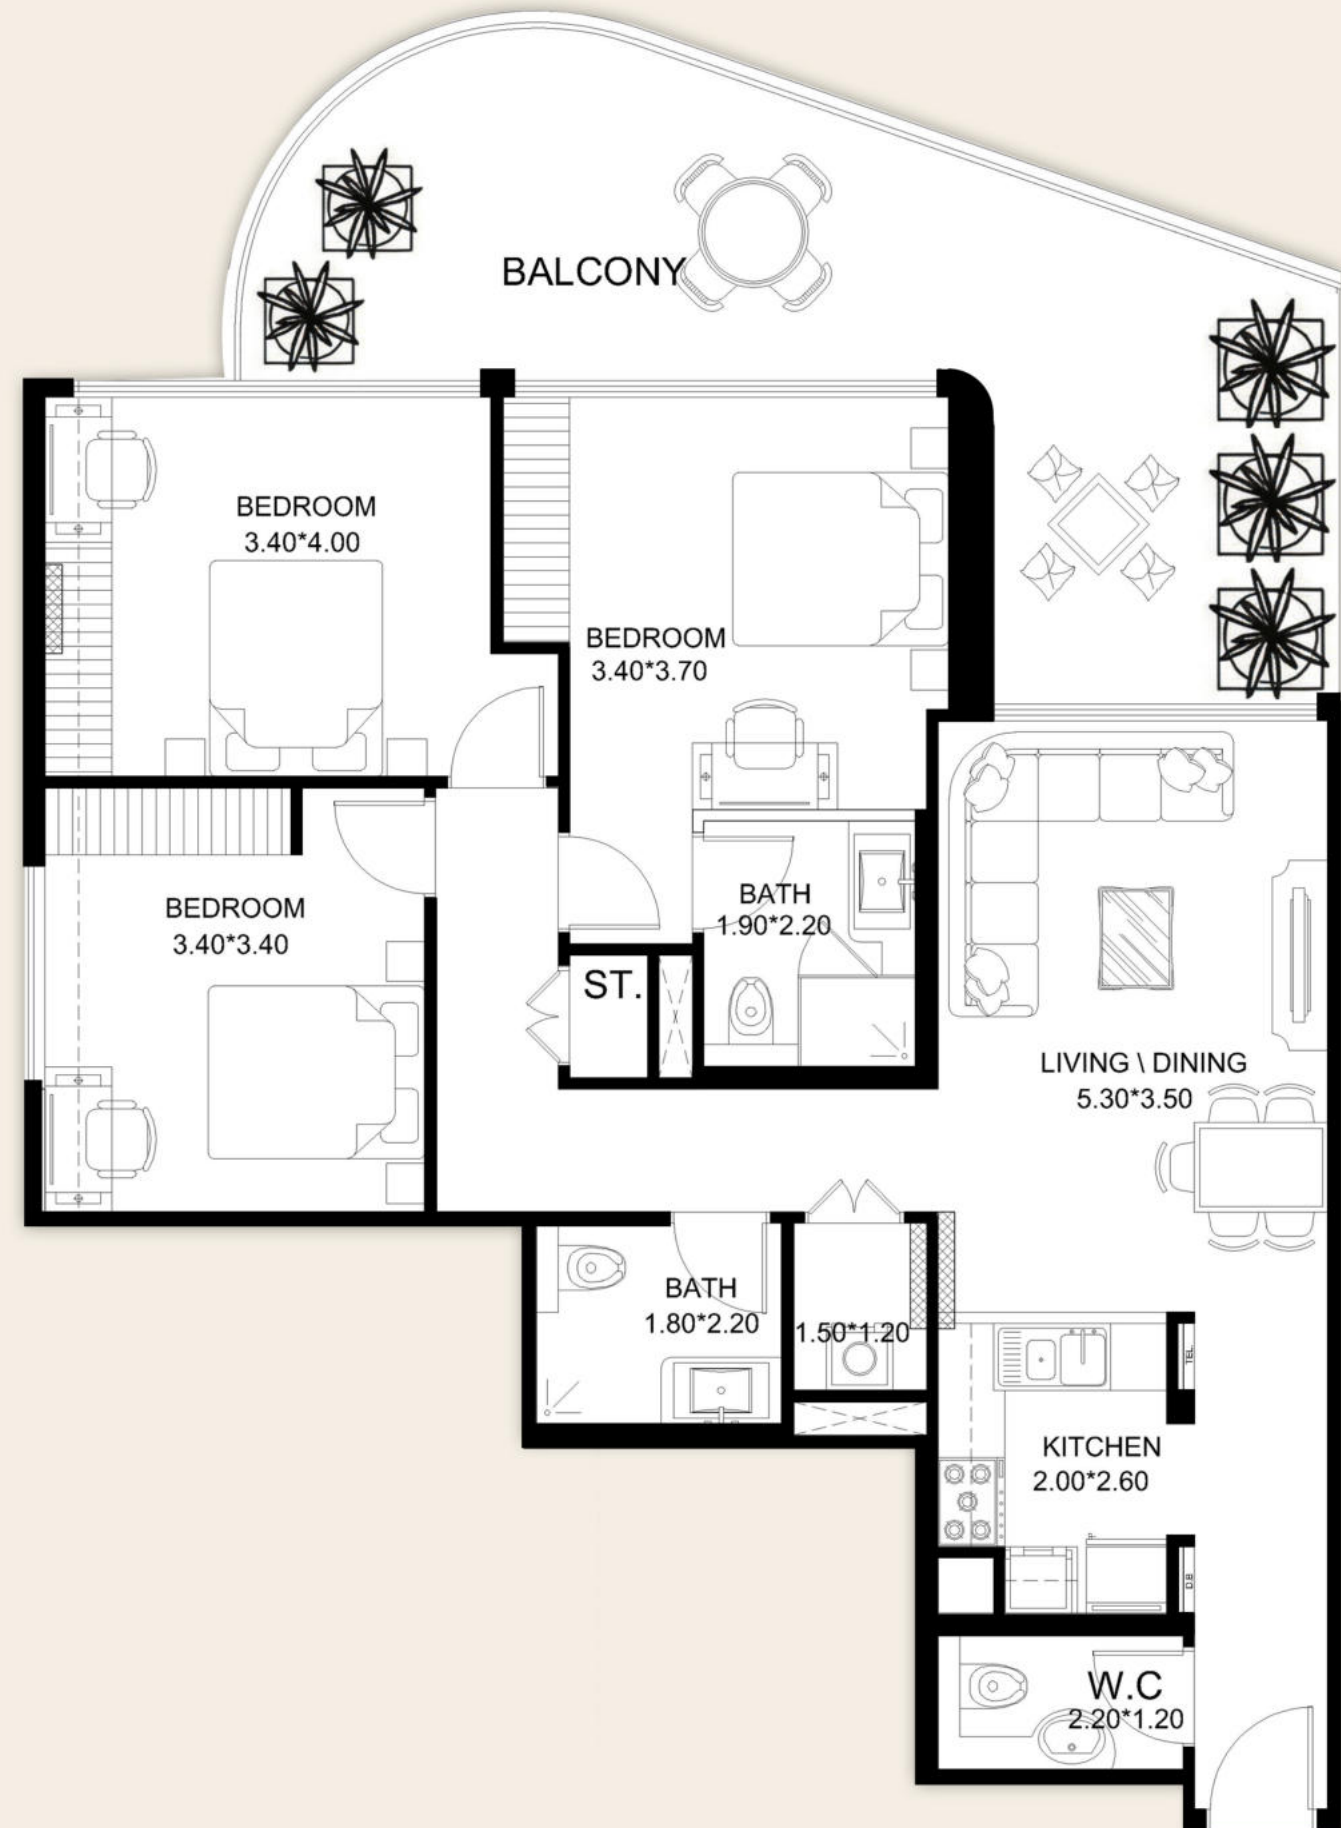 BALCONY
BEDROOM
3.40*4.00
BEDROOM
3.40*3.70
BEDROOM
3.40*3.40
BATH
1.90*2.20
ST.
LIVING \ DINING
5.30*3.50
BATH
1.80*2.20
1.50*1.20
TEL.
KITCHEN
2.00*2.60
D.B
W.C
2.20*1.20